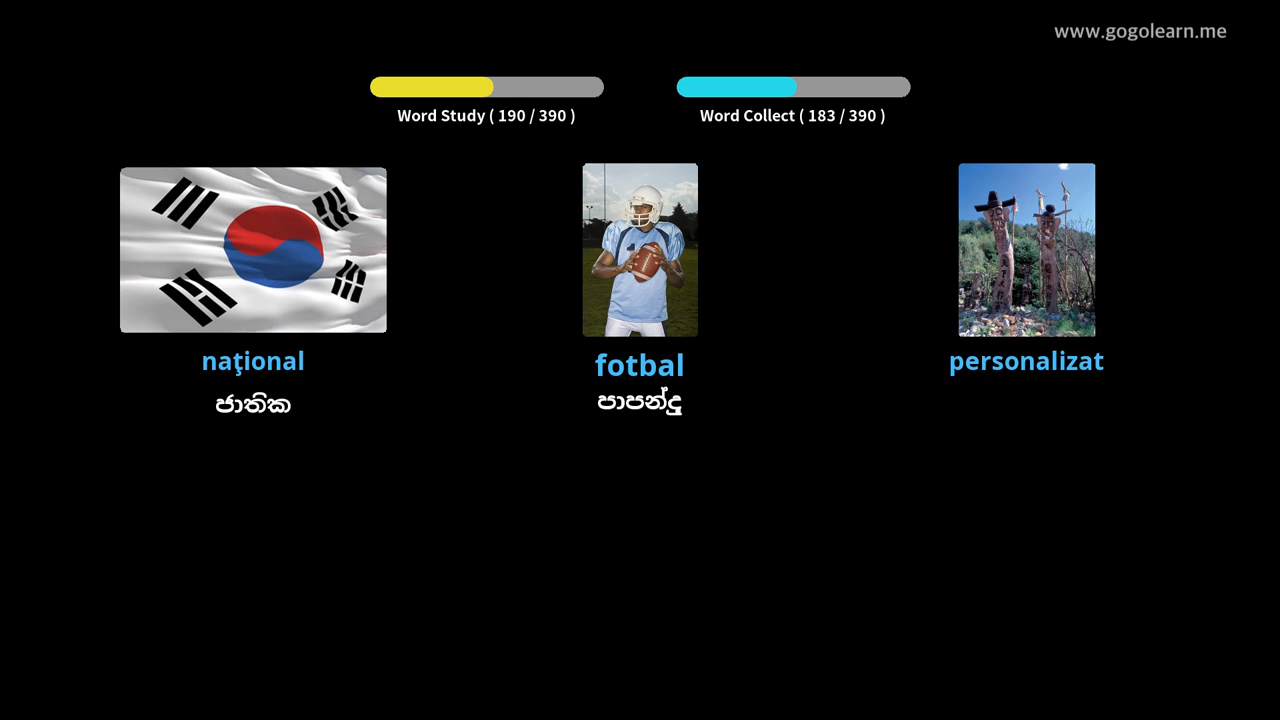 www.gogolearn.me
Word Study ( 190 / 390 )
Word Collect ( 183 / 390 )
naţional
fotbal
personalizat
ජාතික
පාපන්දු